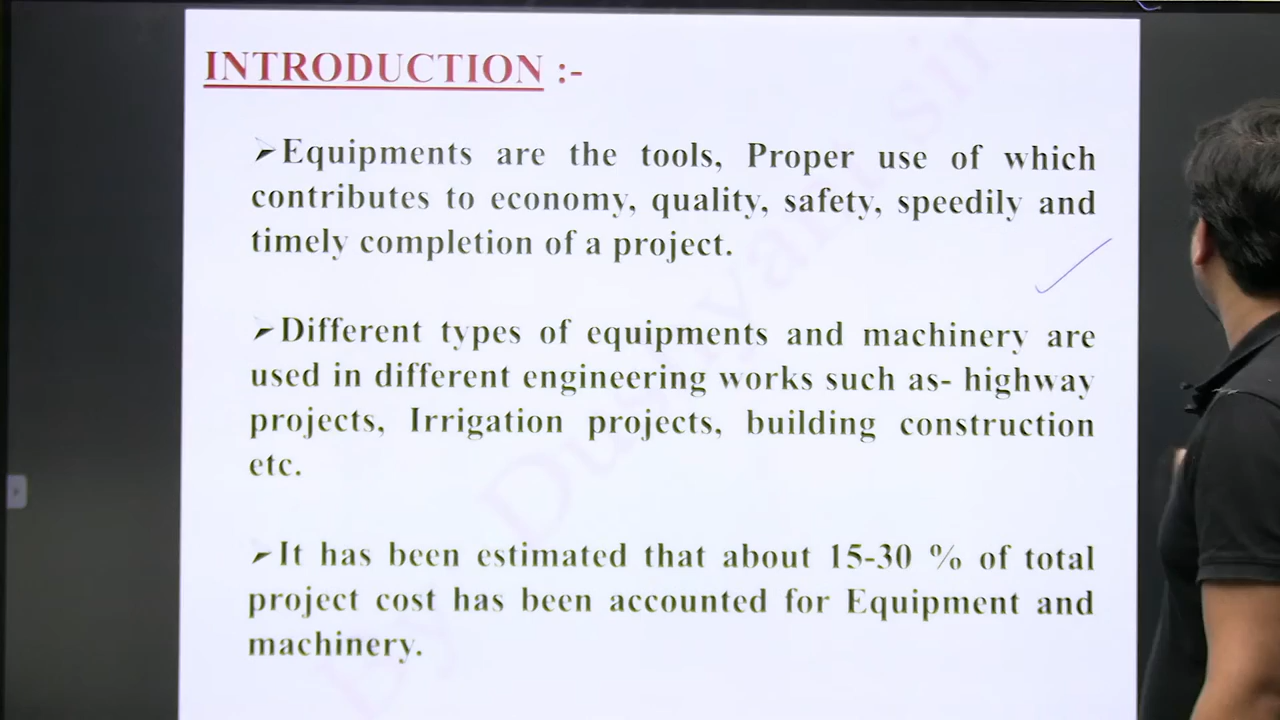 INTRODUCTION :-
➢Equipments are the tools, Proper use of which
contributes to economy, quality, safety, speedily and
timely completion of a project.
➢Different types of equipments and machinery are
used in different engineering works such as- highway
projects, Irrigation projects, building construction
etc.
➢It has been estimated that about 15-30 % of total
project cost has been accounted for Equipment and
machinery.
By Dushyant sir